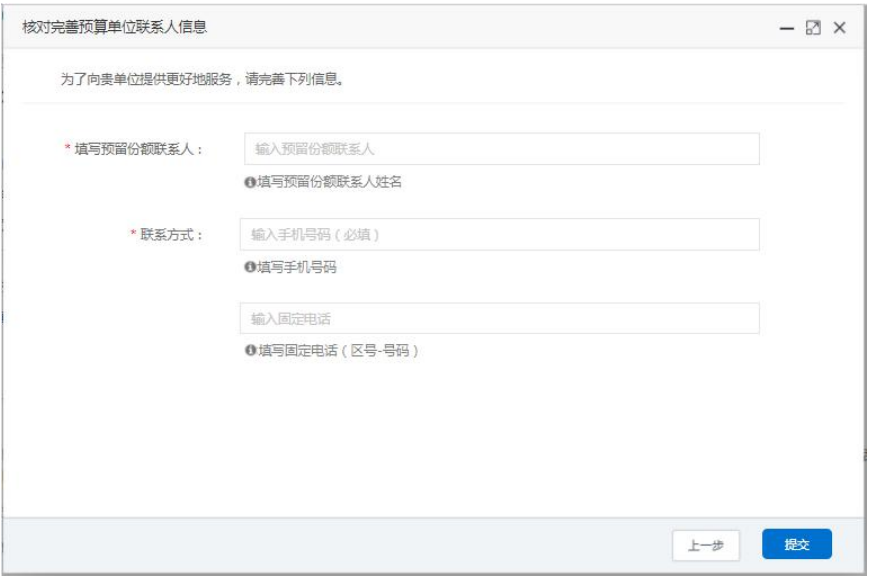 核对完善预算单位联系人信息
为了向贵单位提供更好地服务，请完善下列信息。
* 填写预留份额联系人：
输入预留份额联系人
填写预留份额联系人姓名
* 联系方式：
输入手机号码（必填）
填写手机号码
输入固定电话
填写固定电话（区号-号码）
上一步
提交